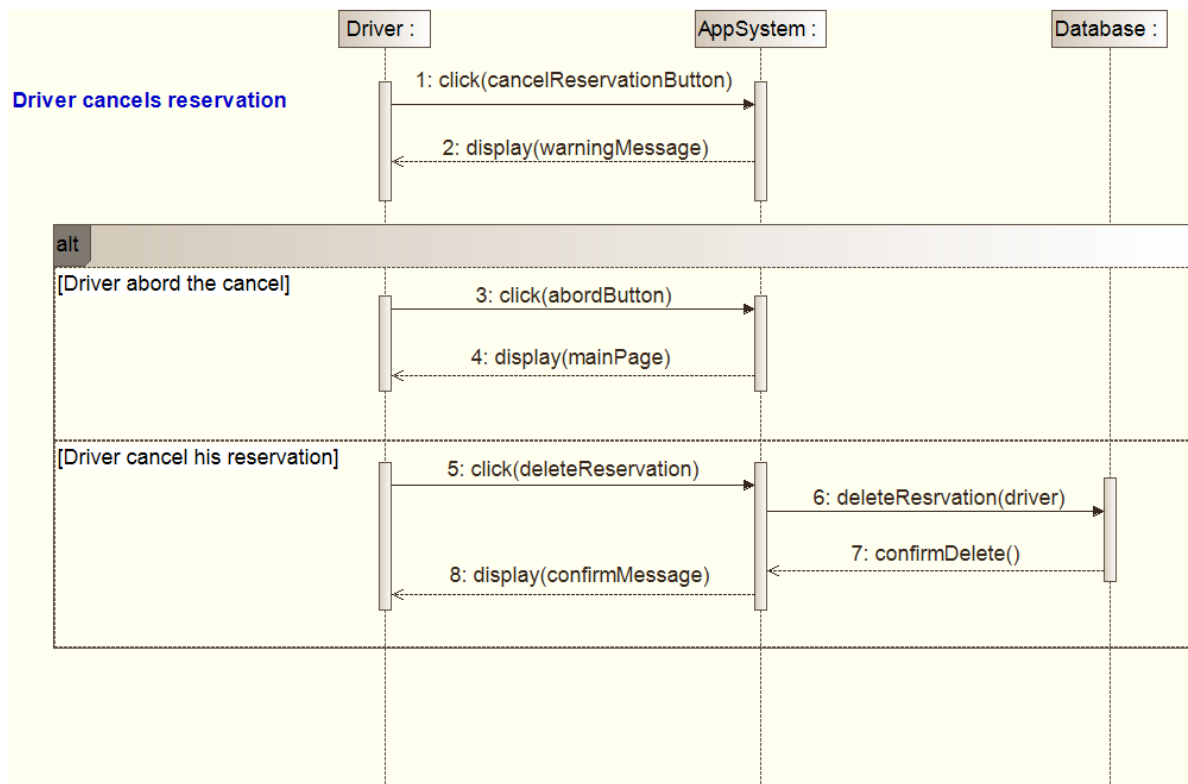 Driver :
AppSystem :
Database :
Driver cancels reservation
1: click(cancelReservationButton)
2: display(warningMessage)
alt
[Driver abord the cancel]
3: click(abordButton)
4: display(mainPage)
[Driver cancel his reservation]
5: click(deleteReservation)
6: deleteResrvation(driver)
7: confirmDelete()
8: display(confirmMessage)